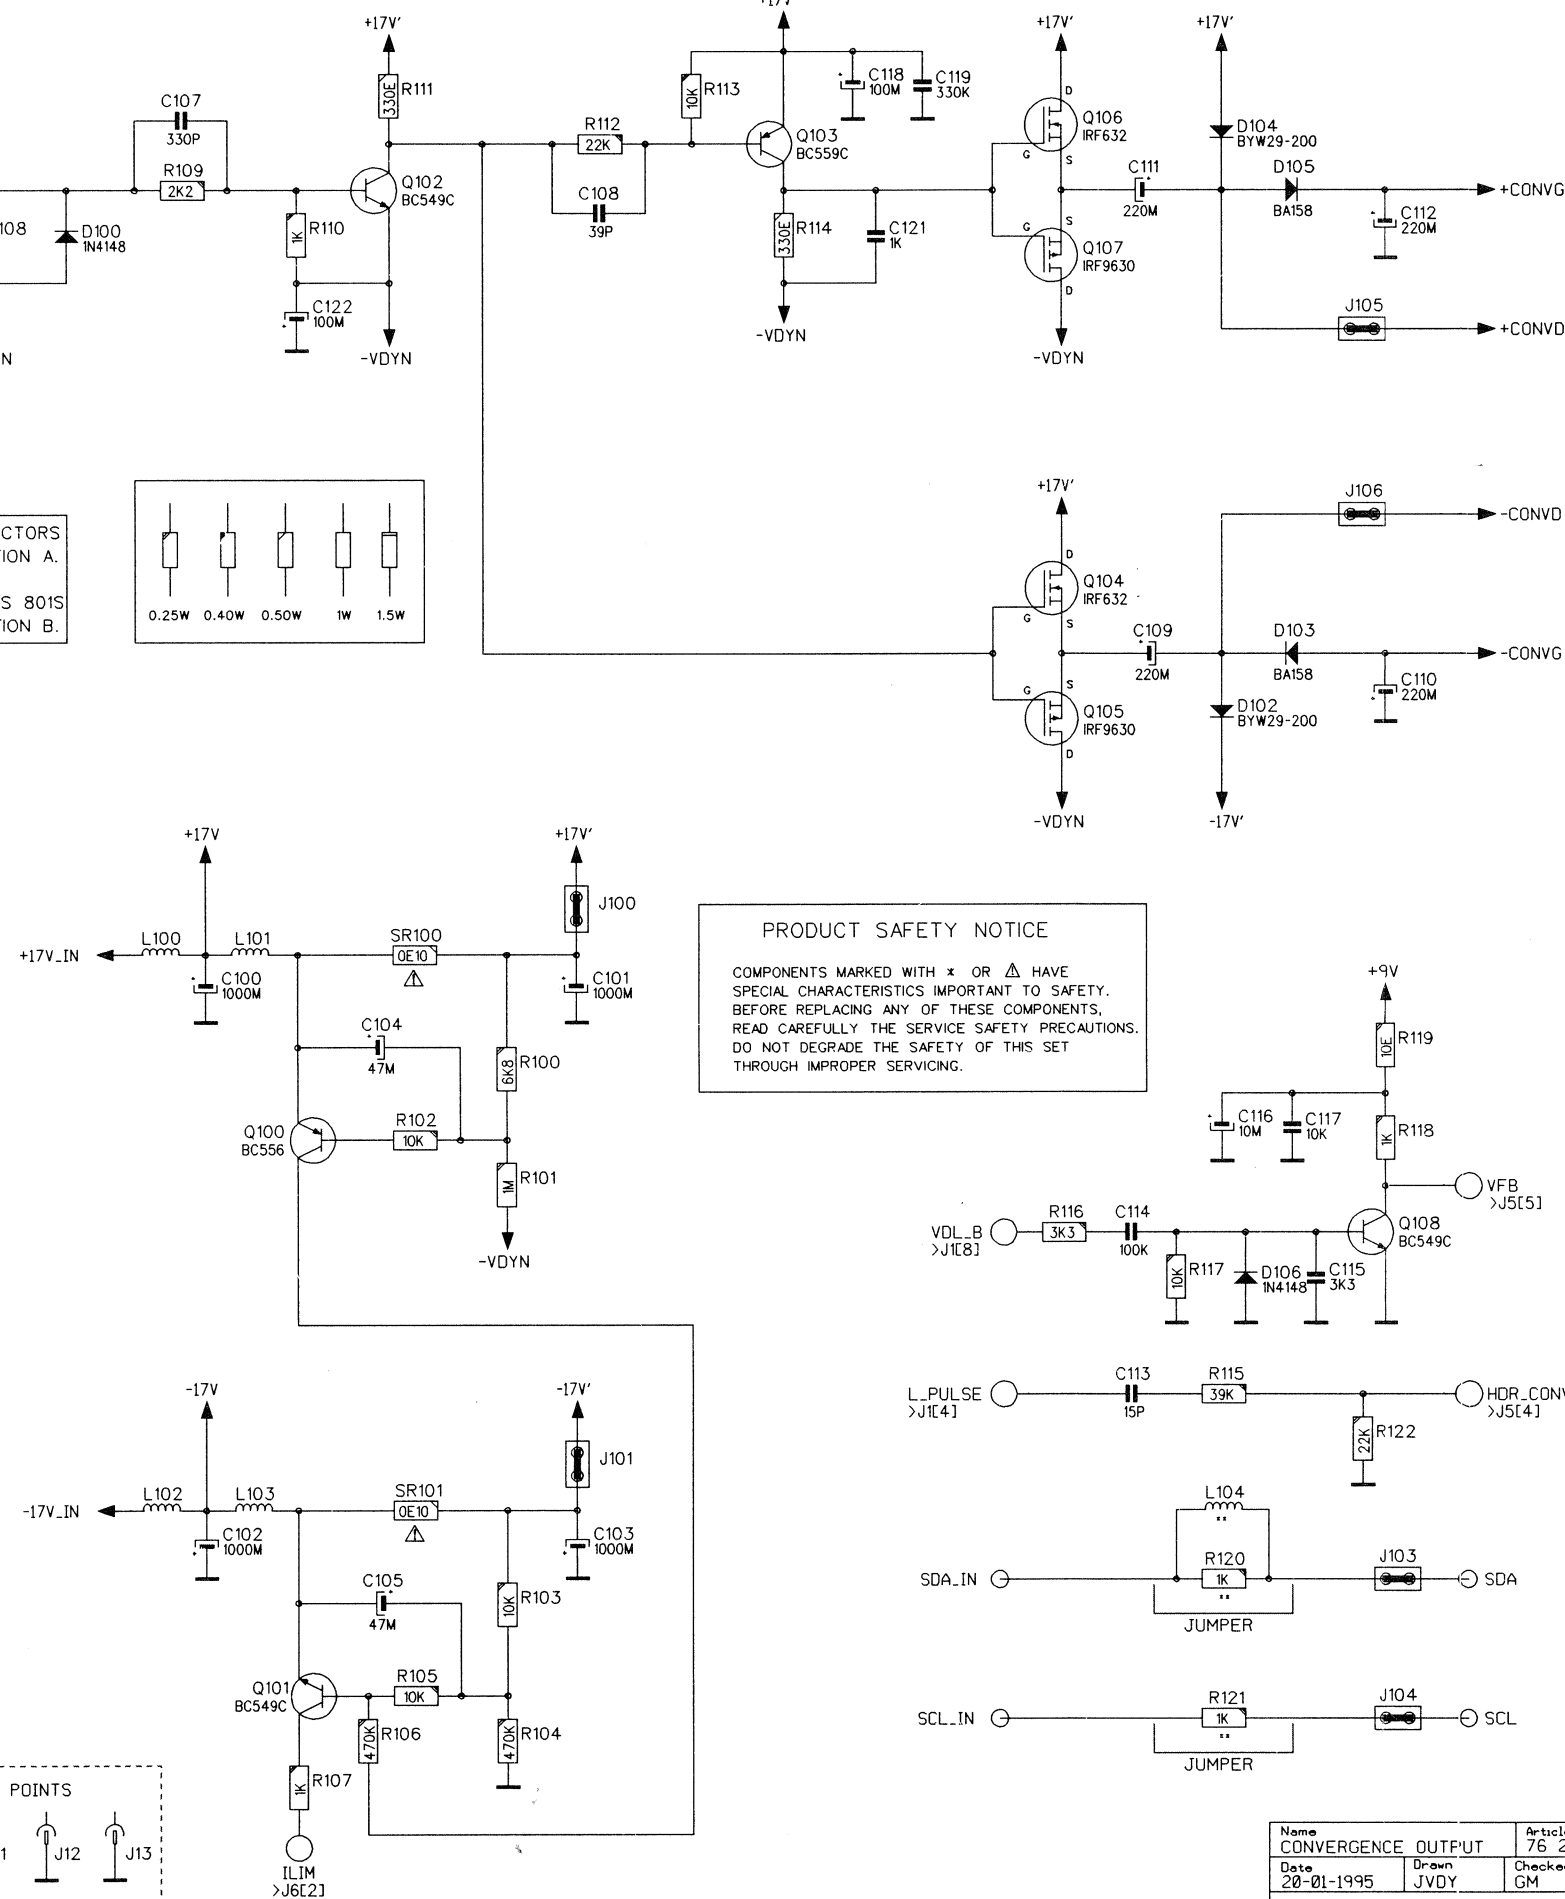 +17V'
+17V'
+17V'
+17V'
C107
330P
R109
2K2
108
D100
1N4148
R110
1K
C122
100M
R111
330E
Q102
BC549C
-VDYN
N
R112
22K
C108
39P
R113
10K
Q103
BC559C
C118
100M
C119
330K
R114
330E
C121
1K
-VDYN
D
Q106
IRF632
G
S
S
G
Q107
IRF9630
D
-VDYN
C111
220M
D104
BYW29-200
D105
BA158
C112
220M
+CONVG
J105
+CONVD
CTORS
TION A.
S 801S
TION B.
0.25W 0.40W 0.50W 1W 1.5W
+17V'
D
Q104
IRF632
G
S
S
G
Q105
IRF9630
D
-VDYN
J106
-CONVD
C109
220M
D103
BA158
-CONVG
C110
220M
D102
BYW29-200
-17V'
+17V
+17V'
J100
+17V_IN
L100
L101
SR100
0E10
C100
1000M
C101
1000M
C104
47M
R100
6K8
Q100
BC556
R102
10K
R101
1M
-VDYN
PRODUCT SAFETY NOTICE
COMPONENTS MARKED WITH * OR ⚠ HAVE
SPECIAL CHARACTERISTICS IMPORTANT TO SAFETY.
BEFORE REPLACING ANY OF THESE COMPONENTS,
READ CAREFULLY THE SERVICE SAFETY PRECAUTIONS.
DO NOT DEGRADE THE SAFETY OF THIS SET
THROUGH IMPROPER SERVICING.
+9V
R119
10E
C116
10M
C117
10K
R118
1K
VFB
>J5[5]
VDL_B
>J1[8]
R116
3K3
C114
100K
R117
10K
D106
1N4148
C115
3K3
Q108
BC549C
L_PULSE
>J1[4]
C113
15P
R115
39K
HDR_CONV
>J5[4]
R122
22K
-17V
-17V'
J101
-17V_IN
L102
L103
SR101
0E10
C102
1000M
C103
1000M
C105
47M
R103
10K
Q101
BC549C
R105
10K
R106
470K
R104
470K
R107
1K
ILIM
>J6[2]
L104
**
SDA_IN
R120
1K
**
J103
SDA
JUMPER
SCL_IN
R121
1K
**
J104
SCL
JUMPER
POINTS
1
J12
J13
Name
CONVERGENCE OUTPUT
Article
76 2
Date
20-01-1995
Drawn
JVDY
Checke
GM